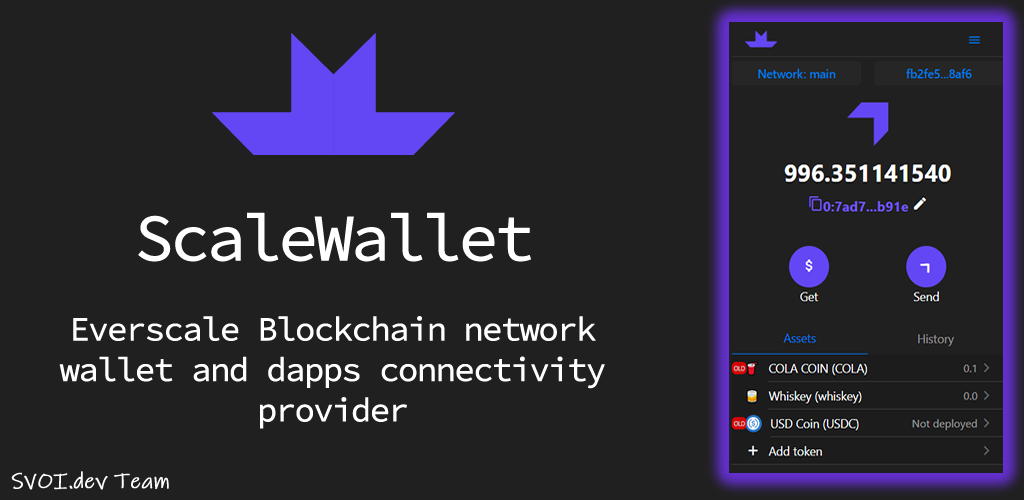 ScaleWallet
Everscale Blockchain network
wallet and dapps connectivity
provider
SVOI.dev Team
Network: main
fb2fe5...8af6
996.351141540
0:7ad7...b91e
$
Get
Send
Assets
History
OLD COLA COIN (COLA) 0.1
Whiskey (whiskey) 0.0
OLD USD Coin (USDC) Not deployed
Add token